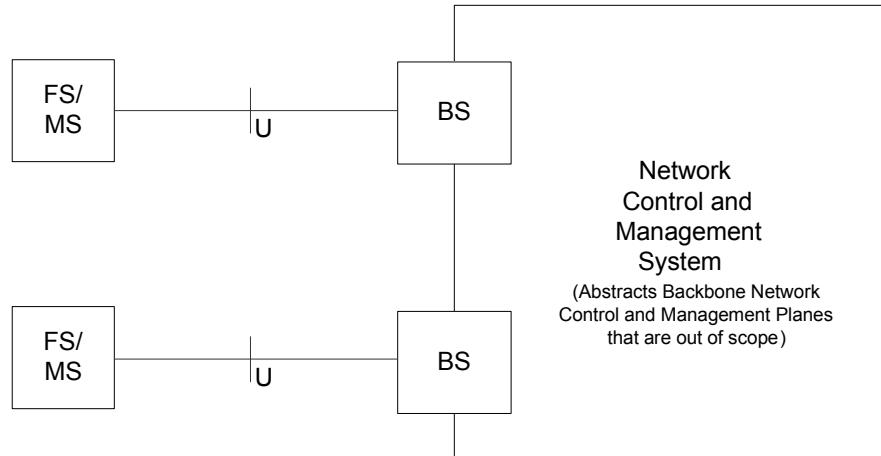 FS/
MS
U
BS
Network
Control and
Management
System
(Abstracts Backbone Network
Control and Management Planes
that are out of scope)
FS/
MS
U
BS